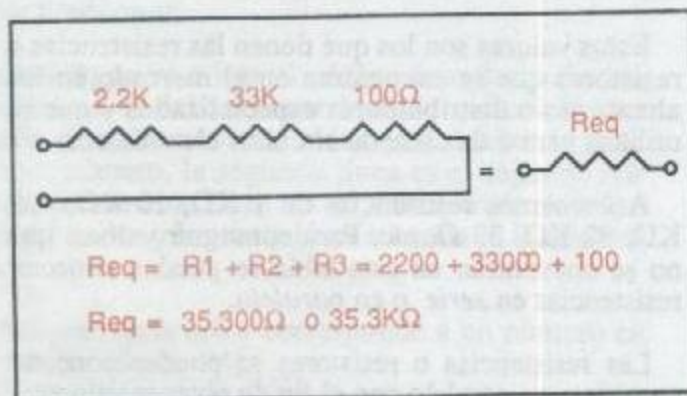 2.2K 33K 100Ω
Req
=
Req = R1 + R2 + R3 = 2200 + 33000 + 100
Req = 35.300Ω o 35.3KΩ